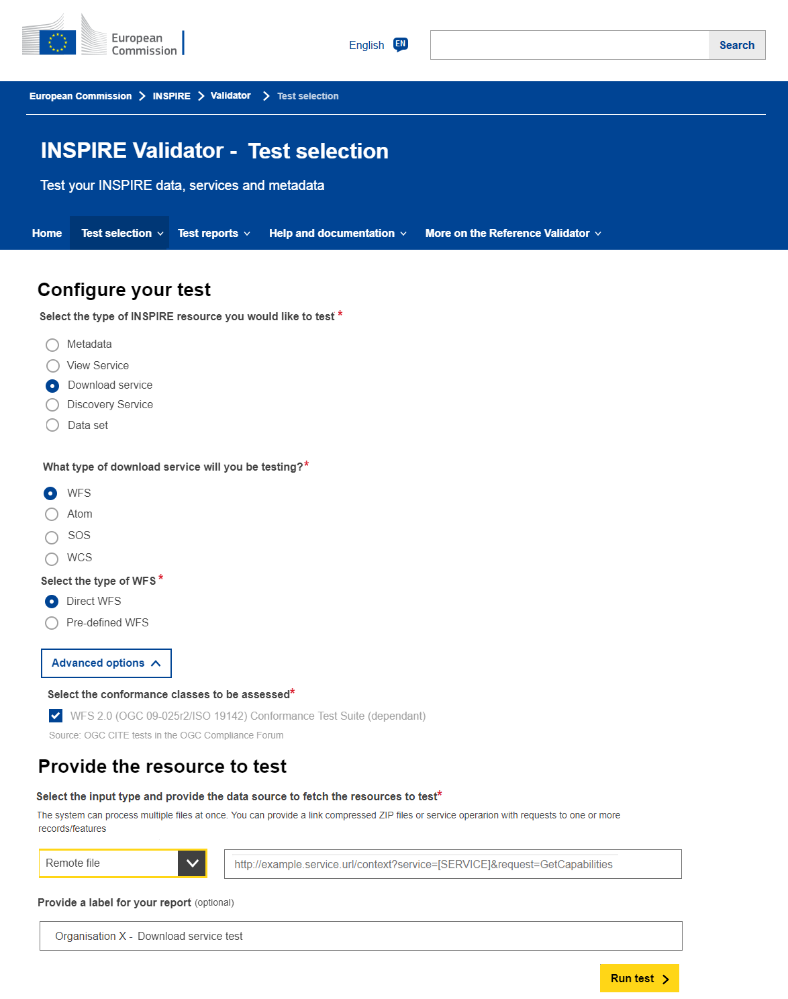 European
Commission
English EN
Search
European Commission INSPIRE Validator Test selection
INSPIRE Validator - Test selection
Test your INSPIRE data, services and metadata
Home Test selection Test reports Help and documentation More on the Reference Validator
Configure your test
Select the type of INSPIRE resource you would like to test *
Metadata
View Service
Download service
Discovery Service
Data set
What type of download service will you be testing?*
WFS
Atom
SOS
WCS
Select the type of WFS *
Direct WFS
Pre-defined WFS
Advanced options
Select the conformance classes to be assessed*
WFS 2.0 (OGC 09-025r2/ISO 19142) Conformance Test Suite (dependant)
Source: OGC CITE tests in the OGC Compliance Forum
Provide the resource to test
Select the input type and provide the data source to fetch the resources to test*
The system can process multiple files at once. You can provide a link compressed ZIP files or service operarion with requests to one or more
records/features
Remote file http://example.service.url/context?service=[SERVICE]&request=GetCapabilities
Provide a label for your report (optional)
Organisation X - Download service test
Run test